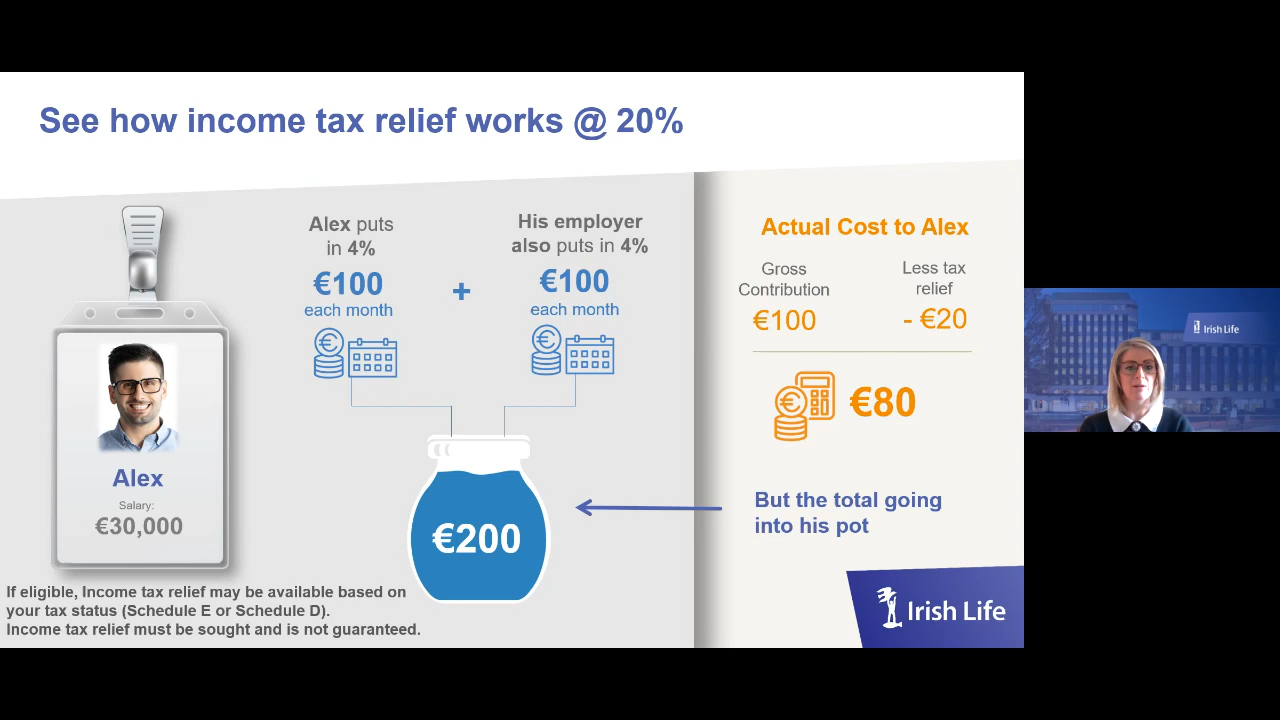 See how income tax relief works @ 20%
Alex puts
in 4%
€100
each month
+
His employer
also puts in 4%
€100
each month
Alex
Salary:
€30,000
€200
If eligible, Income tax relief may be available based on
your tax status (Schedule E or Schedule D).
Income tax relief must be sought and is not guaranteed.
Actual Cost to Alex
Gross
Contribution
€100
Less tax
relief
- €20
€80
But the total going
into his pot
Irish Life
Irish Life